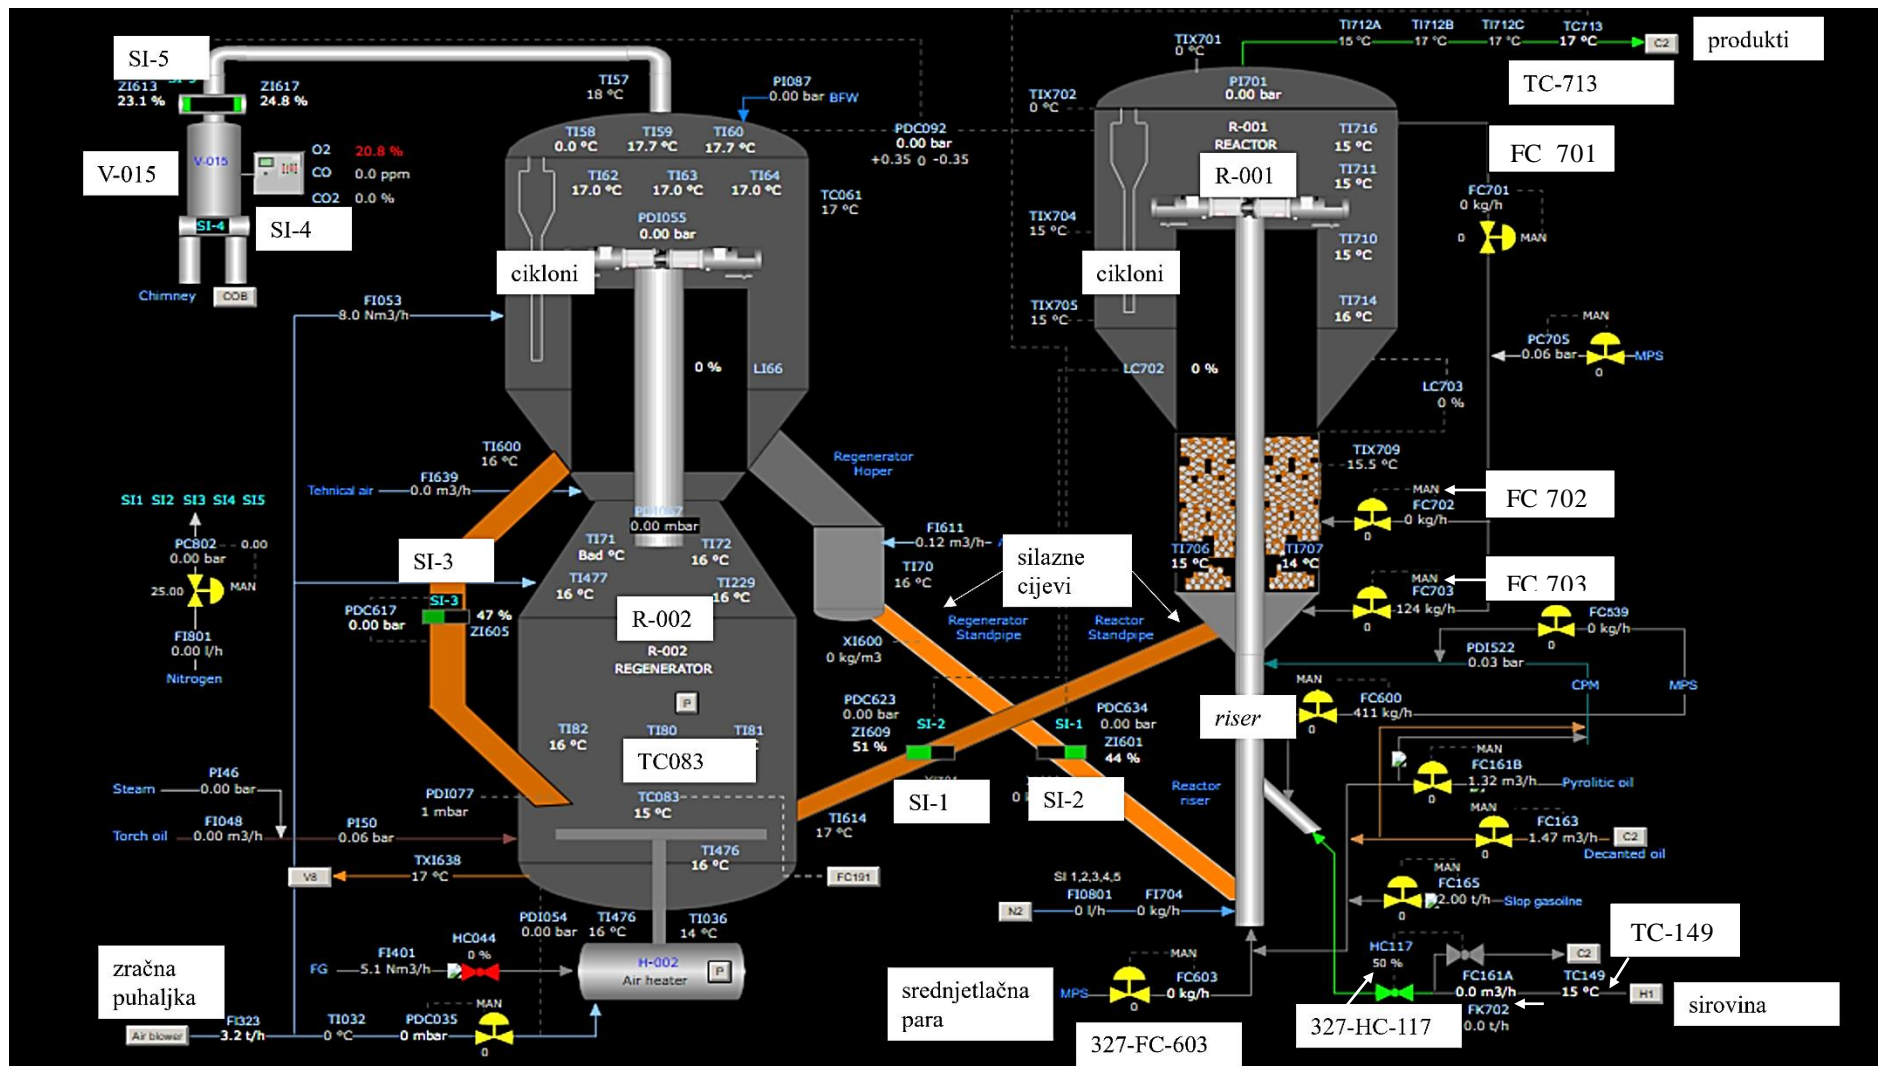 SI-5
ZI613
23.1 %
ZI617
24.8 %
V-015
V-015
SI-4
SI-4
O2 20.8 %
CO 0.0 ppm
CO2 0.0 %
Chimney
COB
TI57
18 °C
PI087
0.00 bar
BFW
TI58
0.0 °C
TI59
17.7 °C
TI60
17.7 °C
TI62
17.0 °C
TI63
17.0 °C
TI64
17.0 °C
TC061
17 °C
PDI055
0.00 bar
cikloni
0 %
LI66
PDC092
0.00 bar
+0.35 0 -0.35
TIX701
0 °C
TIX702
0 °C
TIX704
15 °C
TIX705
15 °C
PI701
0.00 bar
R-001
REACTOR
R-001
cikloni
TI716
15 °C
TI711
15 °C
TI710
15 °C
TI714
16 °C
TI712A
15 °C
TI712B
17 °C
TI712C
17 °C
TC713
17 °C
C2
produkti
TC-713
FC 701
FC701
0 kg/h
0
MAN
MAN
PC705
0.06 bar
MPS
0
LC702
0 %
LC703
0 %
TIX709
15.5 °C
MAN
FC702
0 kg/h
0
FC 702
TI706
15 °C
TI707
14 °C
MAN
FC703
124 kg/h
0
FC 703
FC639
0 kg/h
0
PDI522
0.03 bar
CPM
MPS
MAN
FC600
411 kg/h
0
riser
Reactor
riser
MAN
FC161B
1.32 m3/h
Pyrolitic oil
0
MAN
FC163
1.47 m3/h
C2
Decanted oil
0
MAN
FC165
2.00 t/h
Slop gasoilne
0
HC117
50 %
C2
FC161A
0.0 m3/h
FK702
0.0 t/h
TC149
15 °C
H1
TC-149
sirovina
327-HC-117
FI053
8.0 Nm3/h
TI600
16 °C
FI639
0.0 m3/h
Tehnical air
SI1 SI2 SI3 SI4 SI5
PC802
0.00 bar
0.00
25.00
MAN
FI801
0.00 l/h
Nitrogen
0.00 mbar
TI71
Bad °C
TI72
16 °C
TI477
16 °C
TI229
16 °C
SI-3
SI-3
47 %
ZI605
PDC617
0.00 bar
R-002
R-002
REGENERATOR
P
TI82
16 °C
TI80
TI81
TC083
TC083
15 °C
TI476
16 °C
Regenerator
Hoper
FI611
0.12 m3/h
TI70
16 °C
silazne
cijevi
Regenerator
Standpipe
Reactor
Standpipe
XI600
0 kg/m3
PDC623
0.00 bar
ZI609
51 %
SI-2
SI-1
SI-1
SI-2
PDC634
0.00 bar
ZI601
44 %
TI614
17 °C
FC191
Steam
PI46
0.00 bar
Torch oil
FI048
0.00 m3/h
PI50
0.06 bar
PDI077
1 mbar
V8
TXI638
17 °C
PDI054
0.00 bar
TI476
16 °C
TI036
14 °C
FG
FI401
5.1 Nm3/h
HC044
0 %
H-002
Air heater
P
zračna
puhaljka
Air blower
FI323
3.2 t/h
TI032
0 °C
PDC035
0 mbar
MAN
0
SI 1,2,3,4,5
N2
FI0801
0 l/h
FI704
0 kg/h
srednjetlačna
para
MPS
MAN
FC603
0 kg/h
0
327-FC-603